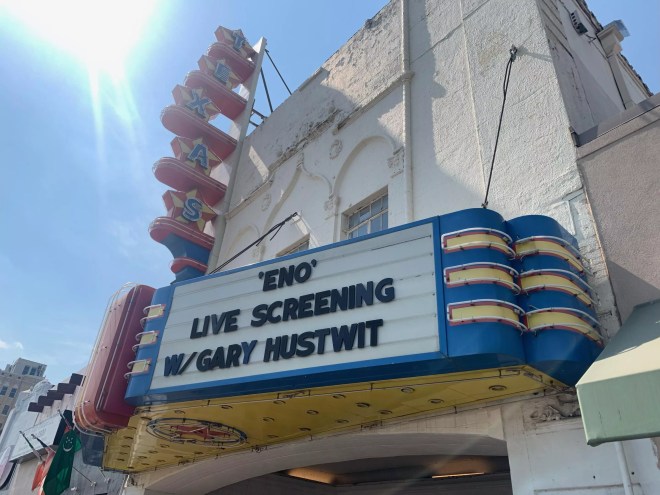 TEXAS
'ENO'
LIVE SCREENING
W/ GARY HUSTWIT